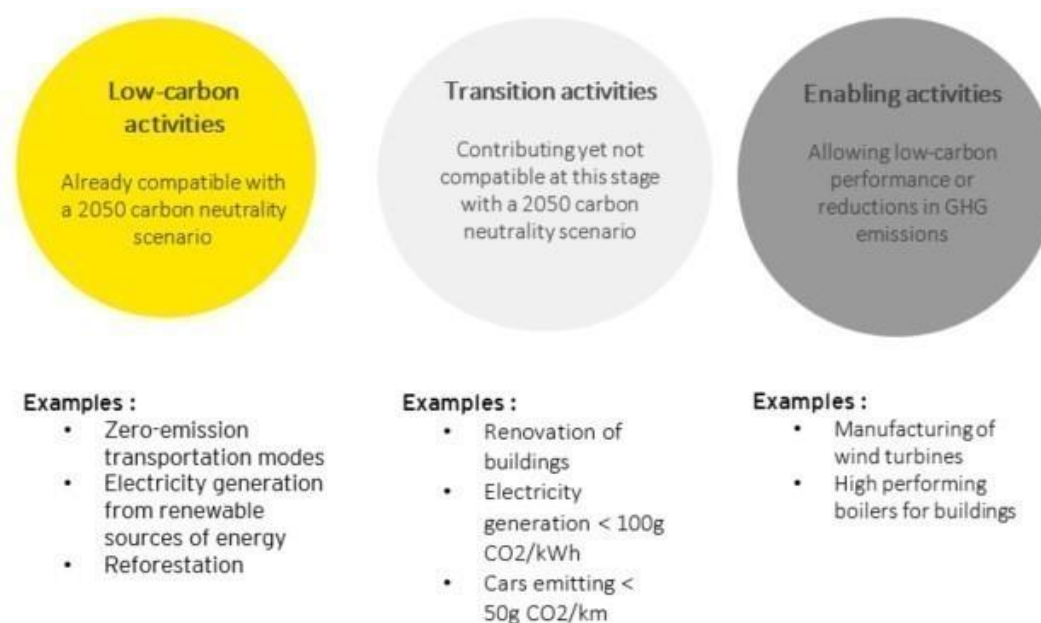 Low-carbon
activities
Already compatible with
a 2050 carbon neutrality
scenario
Transition activities
Contributing yet not
compatible at this stage
with a 2050 carbon
neutrality scenario
Enabling activities
Allowing low-carbon
performance or
reductions in GHG
emissions
Examples :
• Zero-emission
transportation modes
• Electricity generation
from renewable
sources of energy
• Reforestation
Examples :
• Renovation of
buildings
• Electricity
generation < 100g
CO2/kWh
• Cars emitting <
50g CO2/km
Examples :
• Manufacturing of
wind turbines
• High performing
boilers for buildings